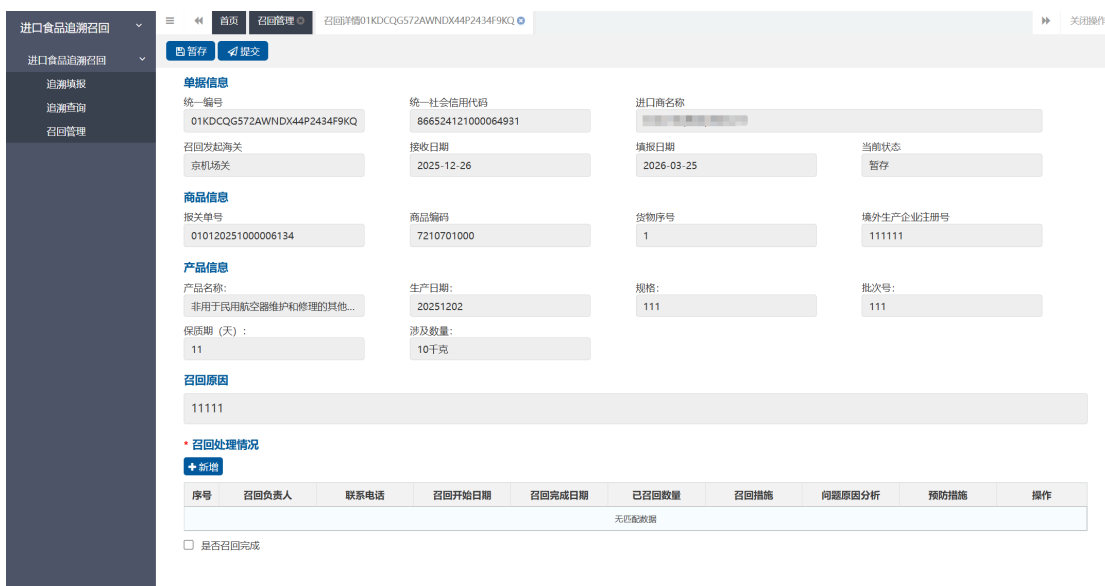 进口食品追溯召回
进口食品追溯召回
追溯填报
追溯查询
召回管理
首页 召回管理 召回详情01KDCQG572AWNDX44P2434F9KQ 关闭操作
暂存 提交
单据信息
统一编号 统一社会信用代码 进口商名称
01KDCQG572AWNDX44P2434F9KQ 866524121000064931
召回发起海关 接收日期 填报日期 当前状态
京机场关 2025-12-26 2026-03-25 暂存
商品信息
报关单号 商品编码 货物序号 境外生产企业注册号
010120251000006134 7210701000 1 111111
产品信息
产品名称: 生产日期: 规格: 批次号:
非用于民用航空器维护和修理的其他... 20251202 111 111
保质期（天）: 涉及数量:
11 10千克
召回原因
11111
* 召回处理情况
新增
序号 召回负责人 联系电话 召回开始日期 召回完成日期 已召回数量 召回措施 问题原因分析 预防措施 操作
无匹配数据
是否召回完成